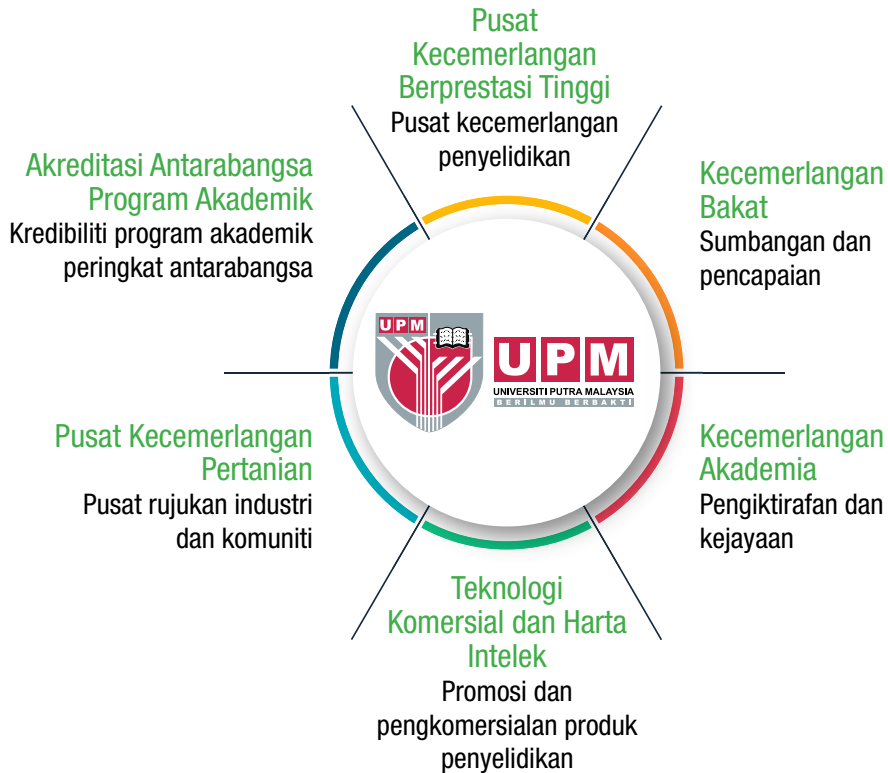 Pusat
Kecemerlangan
Berprestasi Tinggi
Pusat kecemerlangan
penyelidikan
Akreditasi Antarabangsa
Program Akademik
Kredibiliti program akademik
peringkat antarabangsa
Kecemerlangan
Bakat
Sumbangan dan
pencapaian
UPM
UPM
UNIVERSITI PUTRA MALAYSIA
BERILMU BERBAKTI
Pusat Kecemerlangan
Pertanian
Pusat rujukan industri
dan komuniti
Kecemerlangan
Akademia
Pengiktirafan dan
kejayaan
Teknologi
Komersial dan Harta
Intelek
Promosi dan
pengkomersialan produk
penyelidikan